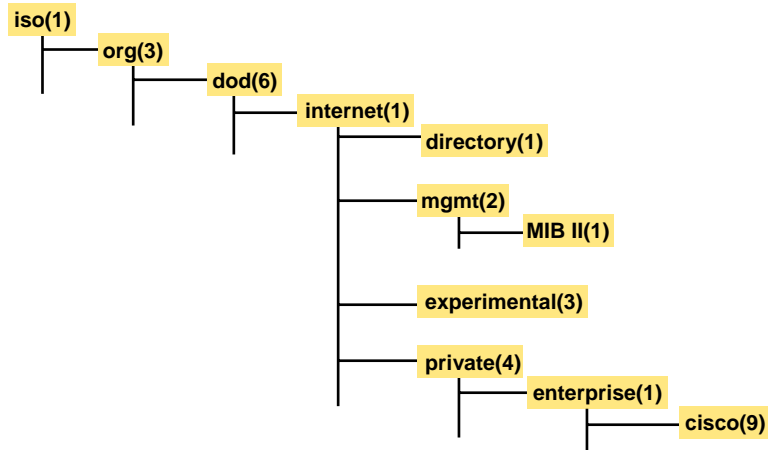 iso(1)
org(3)
dod(6)
internet(1)
directory(1)
mgmt(2)
MIB II(1)
experimental(3)
private(4)
enterprise(1)
cisco(9)